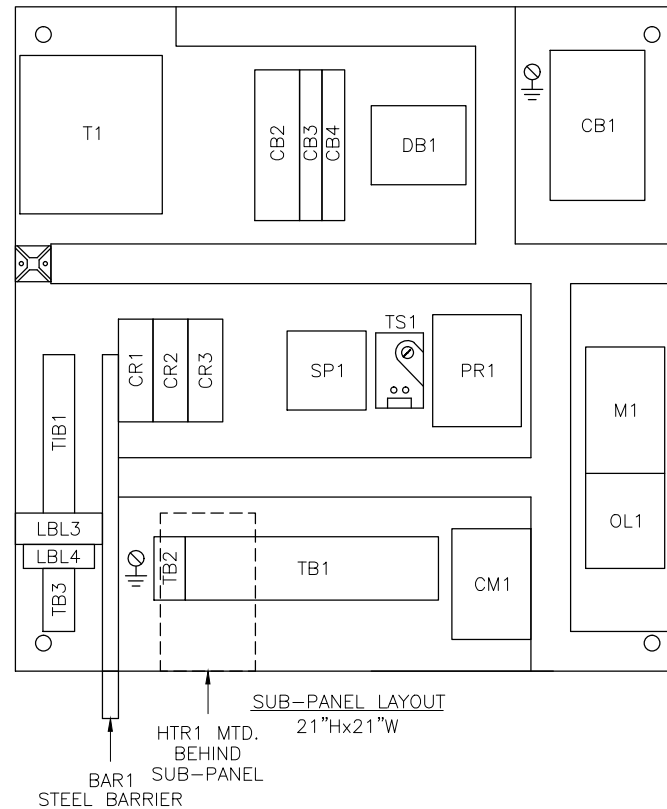 T1
CB2
CB3
CB4
DB1
CB1
TS1
CR1
CR2
CR3
SP1
PR1
M1
TIB1
OL1
LBL3
LBL4
TB3
TB2
TB1
CM1
SUB-PANEL LAYOUT
21"Hx21"W
HTR1 MTD.
BEHIND
SUB-PANEL
BAR1
STEEL BARRIER